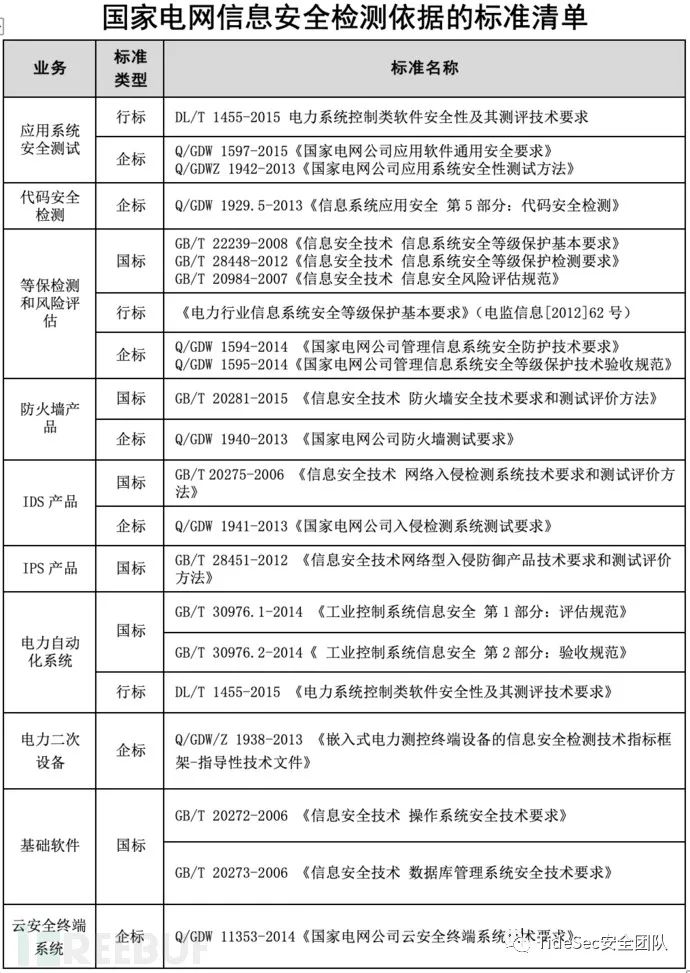 国家电网信息安全检测依据的标准清单
业务
标准
类型
标准名称
应用系统
安全测试
行标
DL/T 1455-2015 电力系统控制类软件安全性及其测评技术要求
企标
Q/GDW 1597-2015《国家电网公司应用软件通用安全要求》
Q/GDWZ 1942-2013《国家电网公司应用系统安全性测试方法》
代码安全
检测
企标
Q/GDW 1929.5-2013《信息系统应用安全 第5部分：代码安全检测》
等保检测
和风险评
估
国标
GB/T 22239-2008《信息安全技术 信息系统安全等级保护基本要求》
GB/T 28448-2012《信息安全技术 信息系统安全等级保护检测要求》
GB/T 20984-2007《信息安全技术 信息安全风险评估规范》
行标
《电力行业信息系统安全等级保护基本要求》（电监信息[2012]62号）
企标
Q/GDW 1594-2014 《国家电网公司管理信息系统安全防护技术要求》
Q/GDW 1595-2014《国家电网公司管理信息系统安全等级保护技术验收规范》
防火墙产
品
国标
GB/T 20281-2015 《信息安全技术 防火墙安全技术要求和测试评价方法》
企标
Q/GDW 1940-2013 《国家电网公司防火墙测试要求》
IDS 产品
国标
GB/T 20275-2006 《信息安全技术 网络入侵检测系统技术要求和测试评价方
法》
企标
Q/GDW 1941-2013《国家电网公司入侵检测系统测试要求》
IPS 产品
国标
GB/T 28451-2012 《信息安全技术网络型入侵防御产品技术要求和测试评价
方法》
电力自动
化系统
国标
GB/T 30976.1-2014 《工业控制系统信息安全 第1部分：评估规范》
GB/T 30976.2-2014《 工业控制系统信息安全 第2部分：验收规范》
行标
DL/T 1455-2015 《电力系统控制类软件安全性及其测评技术要求》
电力二次
设备
企标
Q/GDW/Z 1938-2013 《嵌入式电力测控终端设备的信息安全检测技术指标框
架-指导性技术文件》
基础软件
国标
GB/T 20272-2006 《信息安全技术 操作系统安全技术要求》
GB/T 20273-2006 《信息安全技术 数据库管理系统安全技术要求》
云安全终端
系统
企标
Q/GDW 11353-2014《国家电网公司云安全终端系统技术要求》
TideSec安全团队
REEBUF